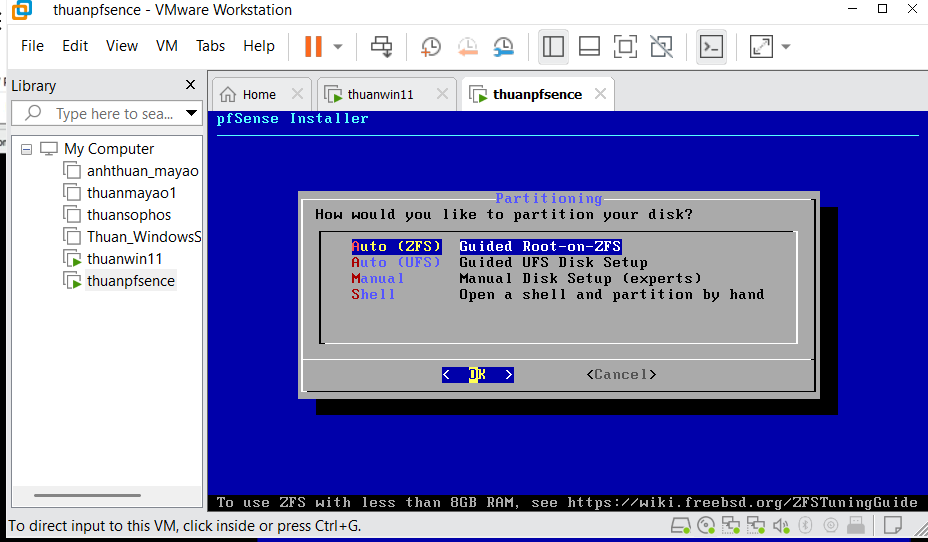 thuanpfsence - VMware Workstation
File Edit View VM Tabs Help
Library
Type here to sea...
My Computer
anhthuan_mayao
thuanmayao1
thuansophos
Thuan_WindowsS
thuanwin11
thuanpfsence
Home
thuanwin11
thuanpfsence
pfSense Installer
Partitioning
How would you like to partition your disk?
Auto (ZFS) Guided Root-on-ZFS
Auto (UFS) Guided UFS Disk Setup
Manual Manual Disk Setup (experts)
Shell Open a shell and partition by hand
< OK > <Cancel>
To use ZFS with less than 8GB RAM, see https://wiki.freebsd.org/ZFSTuningGuide
To direct input to this VM, click inside or press Ctrl+G.